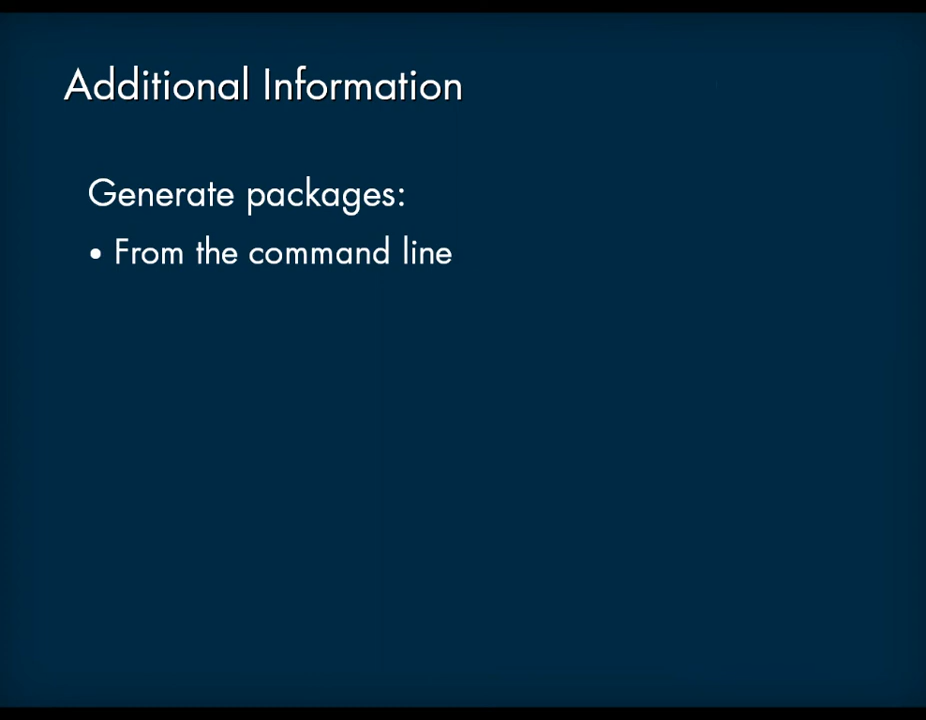 Additional Information
Generate packages:
• From the command line